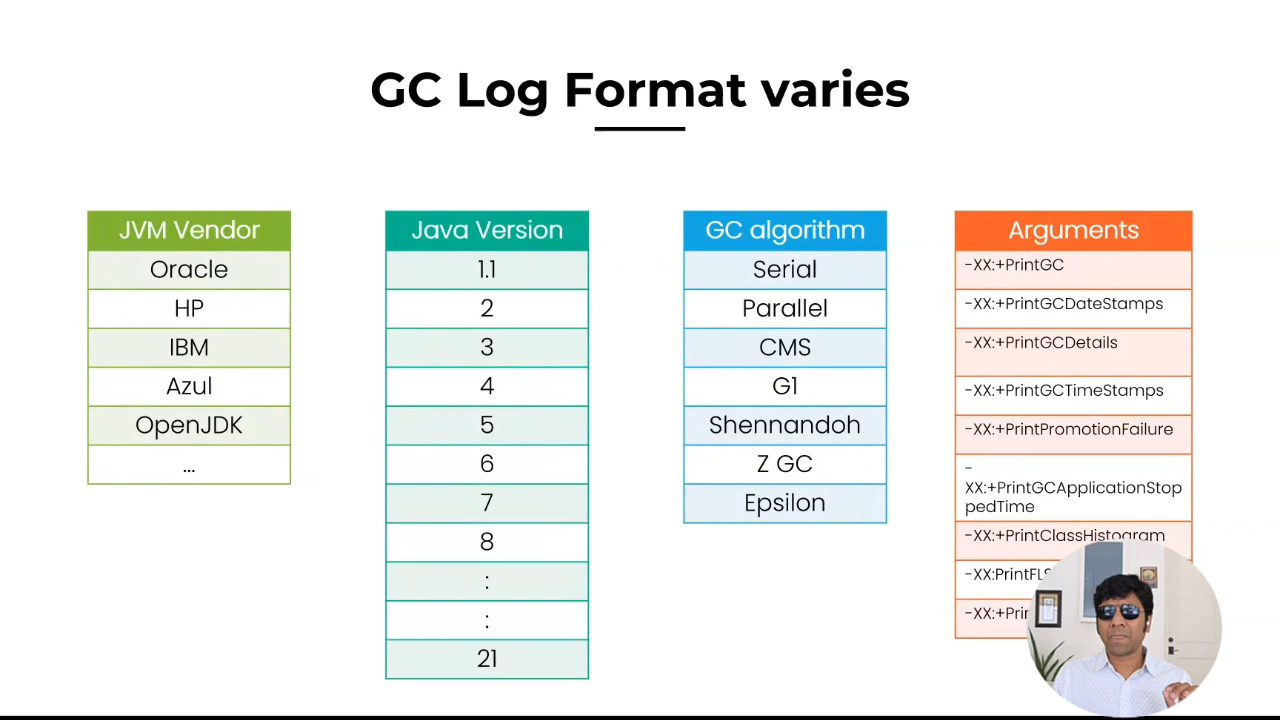 GC Log Format varies
JVM Vendor
Oracle
HP
IBM
Azul
OpenJDK
...
Java Version
1.1
2
3
4
5
6
7
8
:
:
21
GC algorithm
Serial
Parallel
CMS
G1
Shennandoh
Z GC
Epsilon
Arguments
-XX:+PrintGC
-XX:+PrintGCDateStamps
-XX:+PrintGCDetails
-XX:+PrintGCTimeStamps
-XX:+PrintPromotionFailure
-
XX:+PrintGCApplicationStop
pedTime
-XX:+PrintClassHistogram